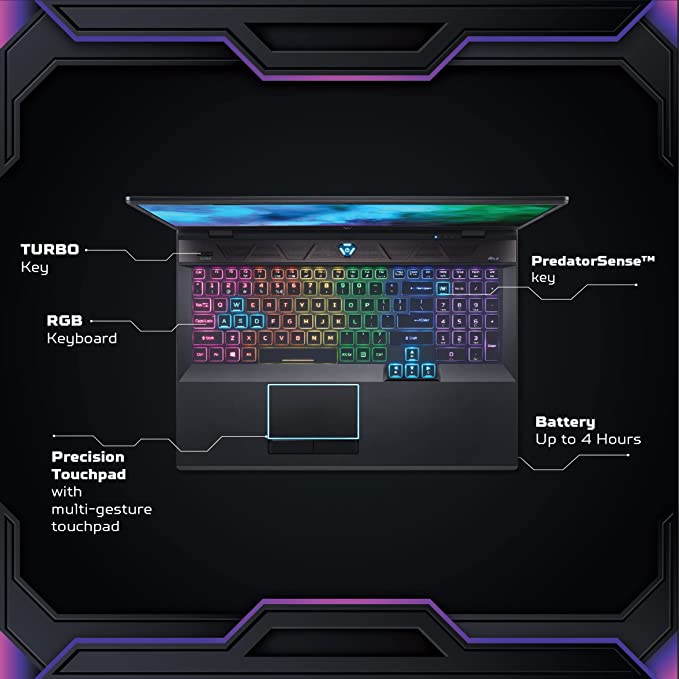 TURBO
Key
RGB
Keyboard
Precision
Touchpad
with
multi-gesture
touchpad
PredatorSense™
key
Battery
Up to 4 Hours